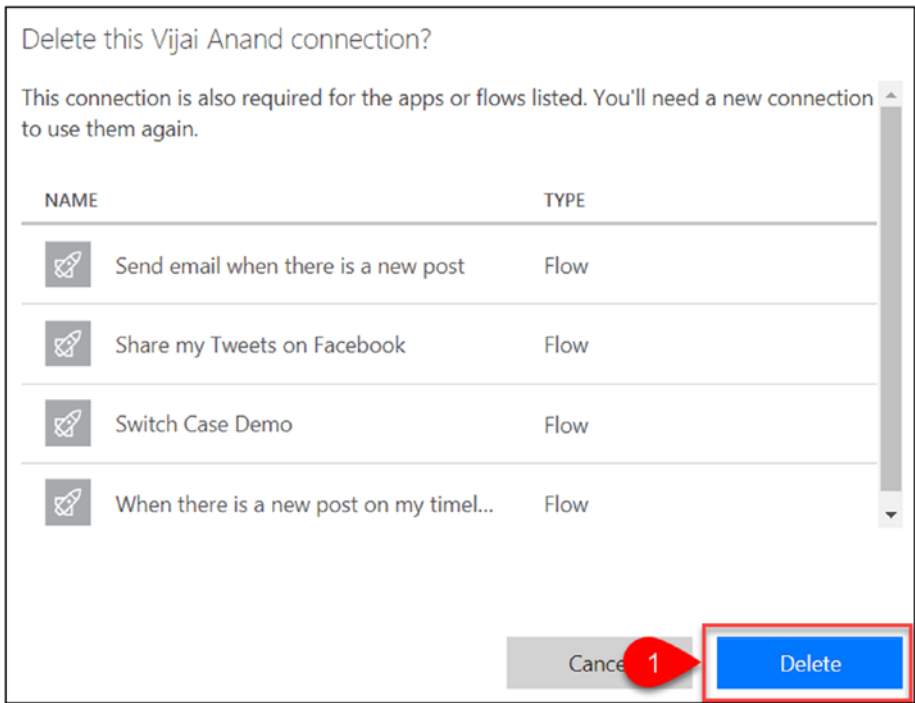 Delete this Vijai Anand connection?
This connection is also required for the apps or flows listed. You'll need a new connection
to use them again.
NAME TYPE
Send email when there is a new post Flow
Share my Tweets on Facebook Flow
Switch Case Demo Flow
When there is a new post on my timel... Flow
Cance 1 Delete